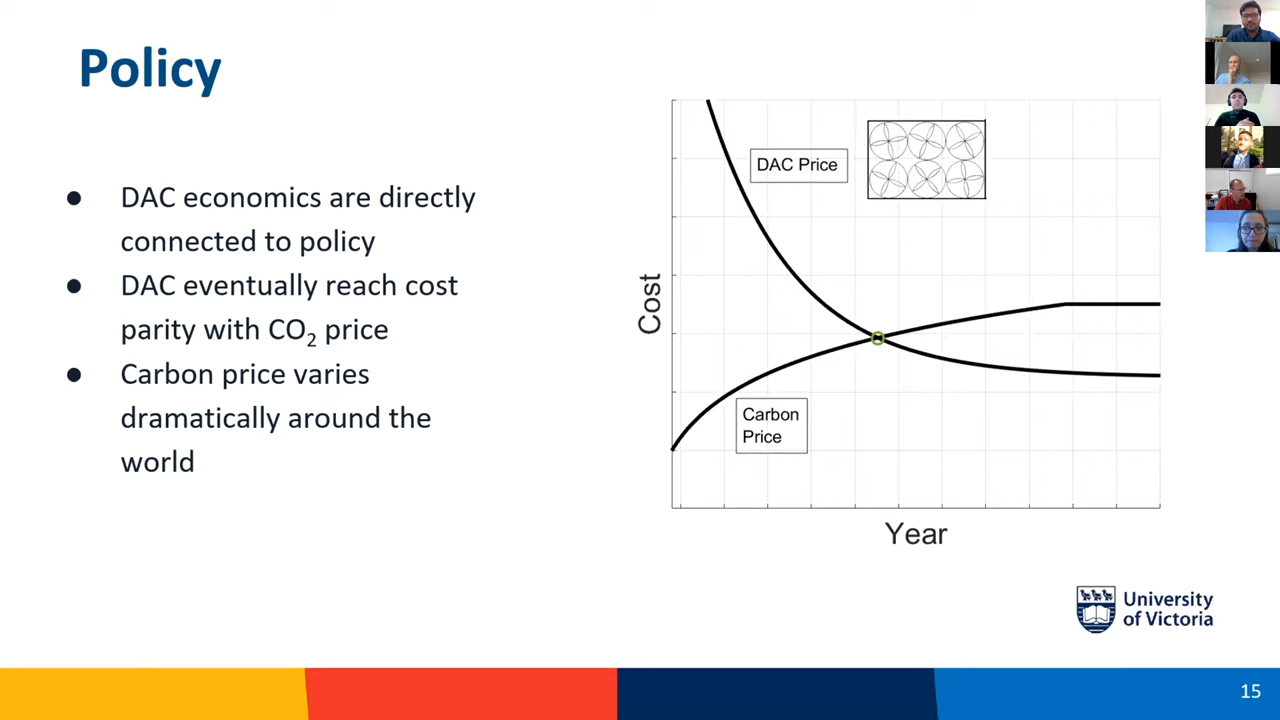 Policy
● DAC economics are directly
connected to policy
● DAC eventually reach cost
parity with CO₂ price
● Carbon price varies
dramatically around the
world
DAC Price
Carbon
Price
Cost
Year
University
of Victoria
15